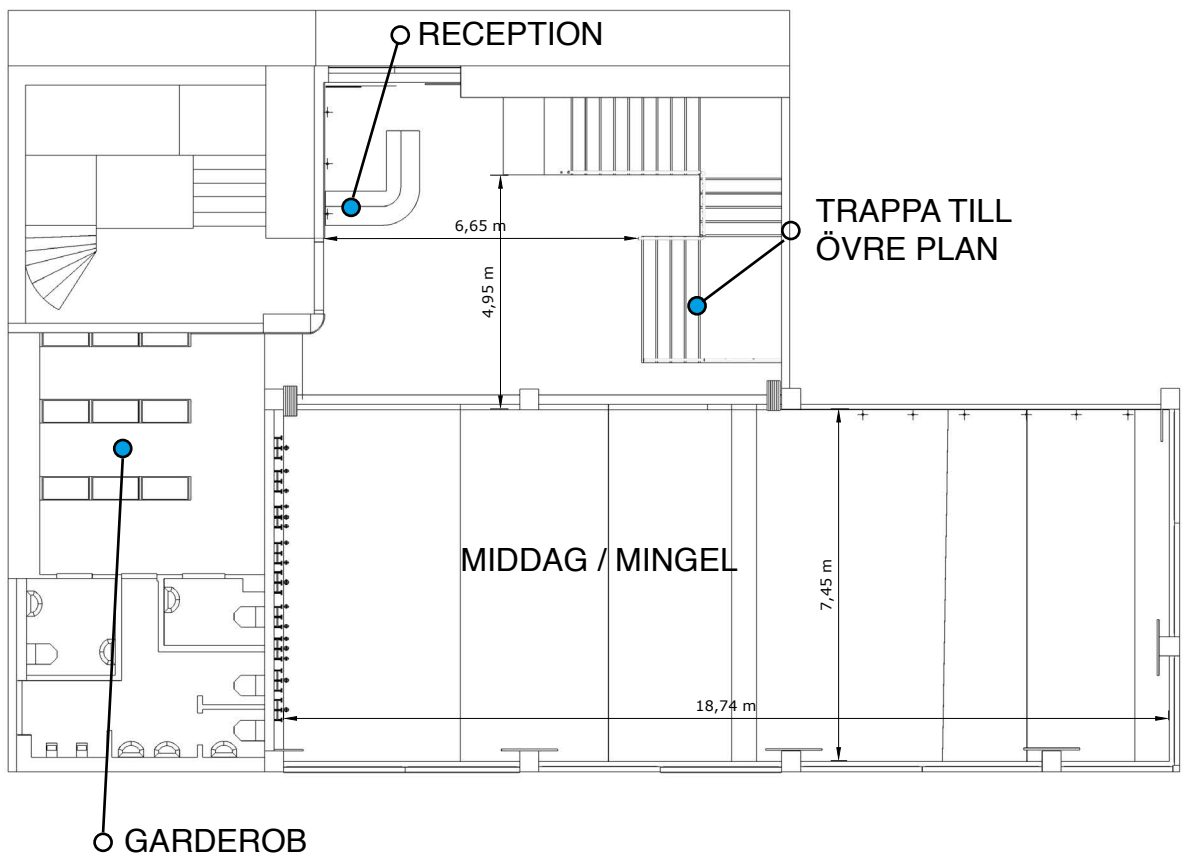 RECEPTION
TRAPPA TILL
ÖVRE PLAN
6,65 m
4,95 m
MIDDAG / MINGEL
7,45 m
18,74 m
GARDEROB